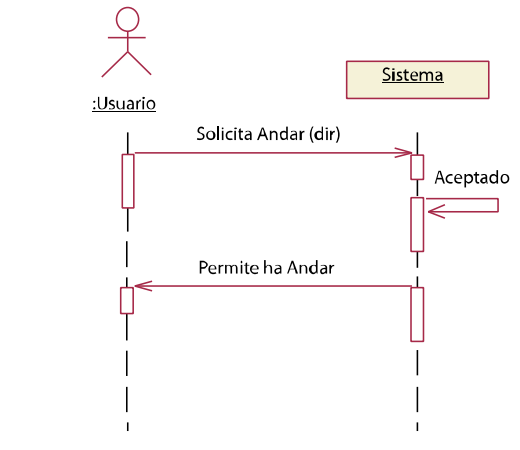 Sistema
:Usuario
Solicita Andar (dir)
Aceptado
Permite ha Andar